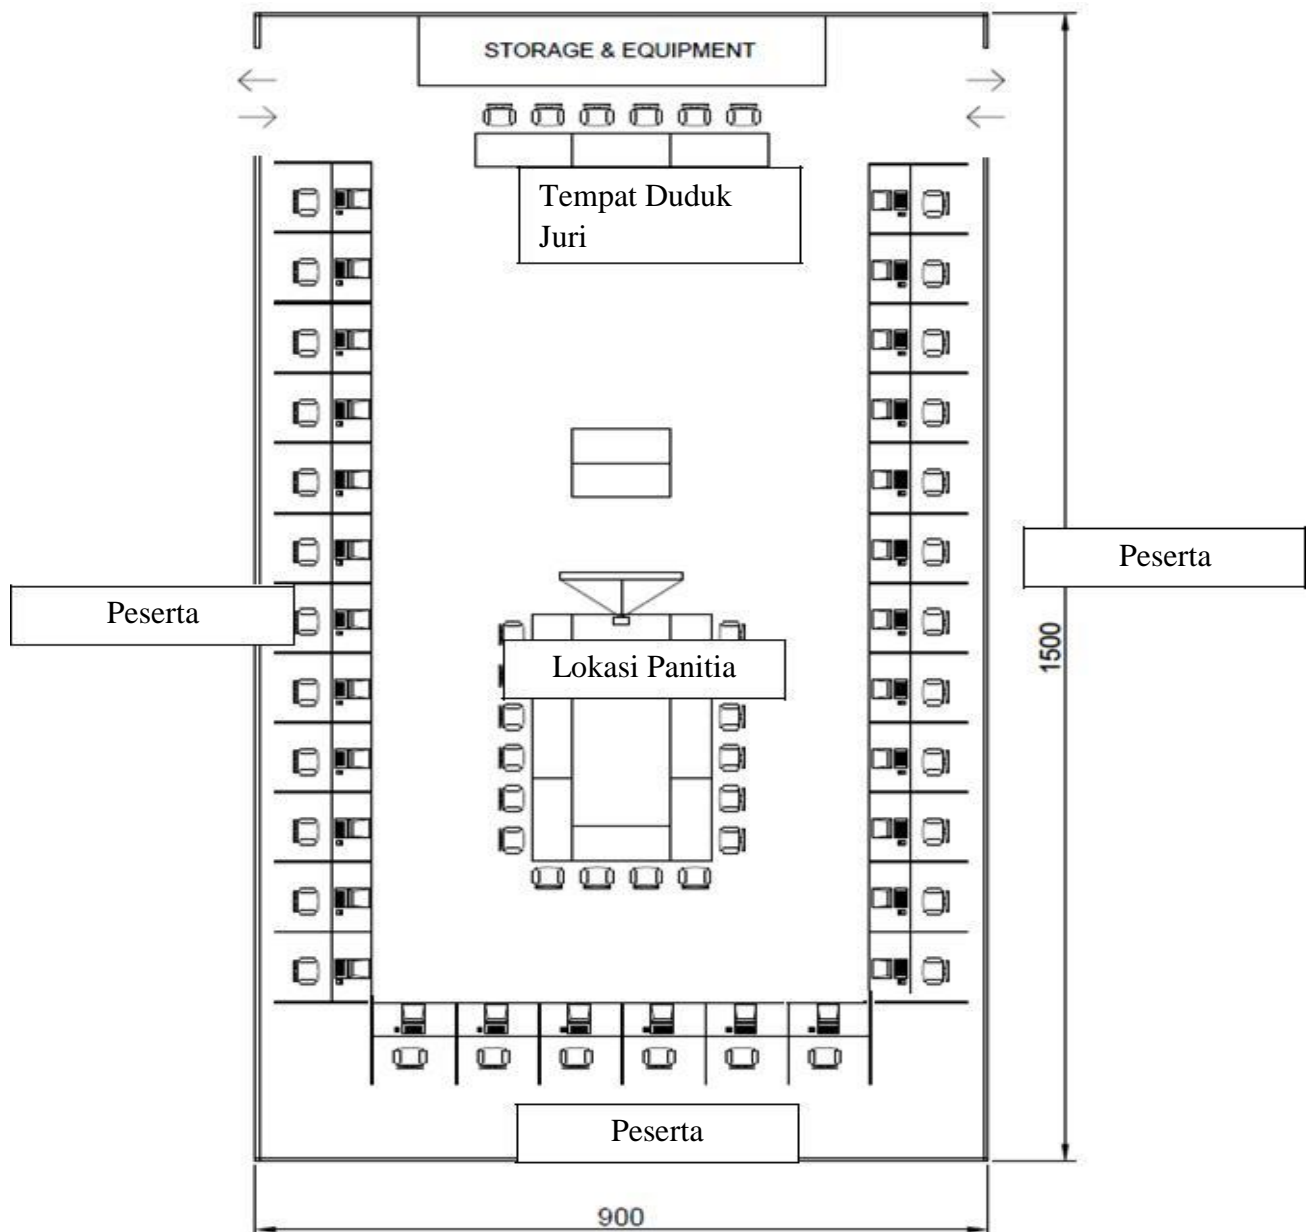 STORAGE & EQUIPMENT
Tempat Duduk
Juri
Peserta
Peserta
Lokasi Panitia
1500
Peserta
900